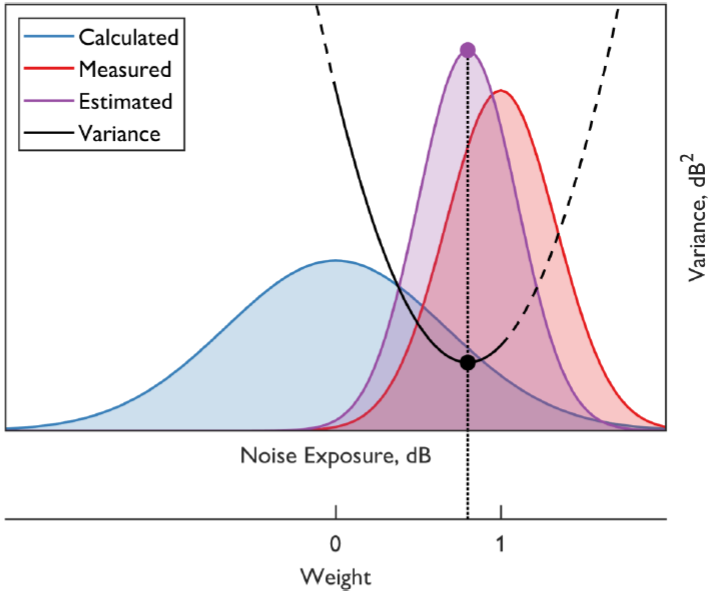 Calculated
Measured
Estimated
Variance
Variance, dB²
Noise Exposure, dB
0 1
Weight